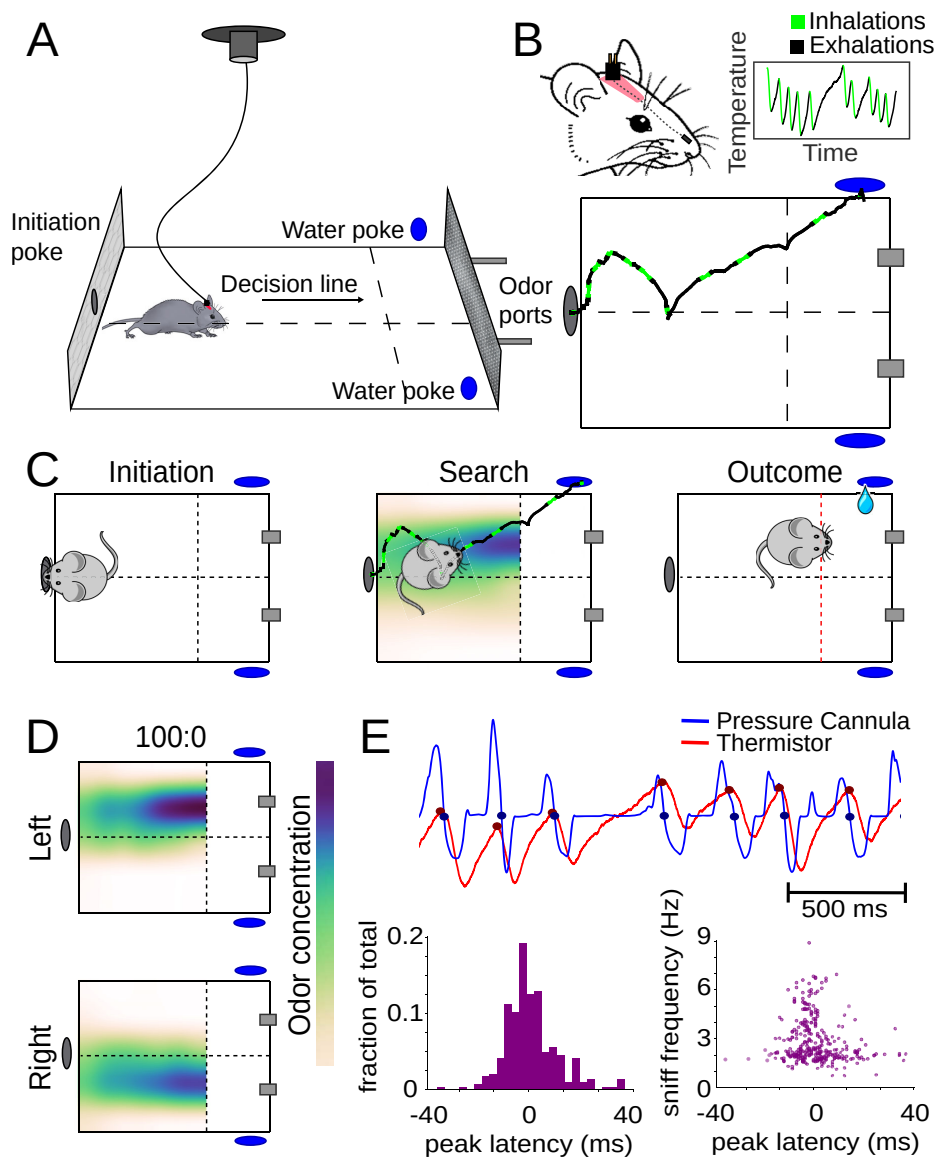 A
B
Inhalations
Exhalations
Temperature
Time
Initiation
poke
Water poke
Decision line
Water poke
Odor
ports
C
Initiation
Search
Outcome
D
100:0
Left
Right
Odor concentration
E
Pressure Cannula
Thermistor
500 ms
fraction of total
0.2
0.1
0
-40
0
40
peak latency (ms)
sniff frequency (Hz)
9
6
3
0
-40
0
40
peak latency (ms)